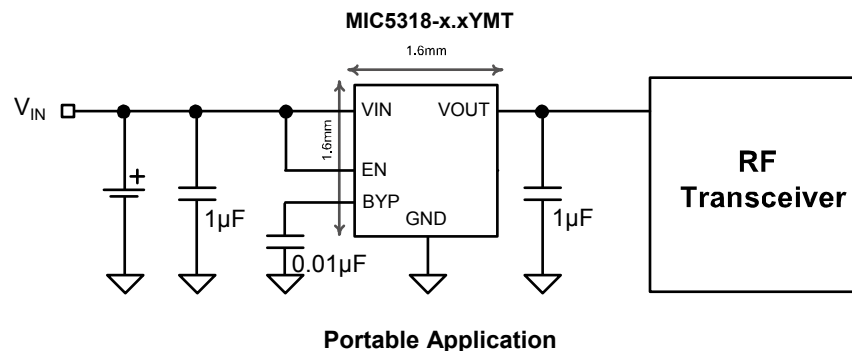 MIC5318-x.xYMT
1.6mm
1.6mm
VIN
VIN
VOUT
EN
BYP
GND
+
1µF
0.01µF
1µF
RF
Transceiver
Portable Application